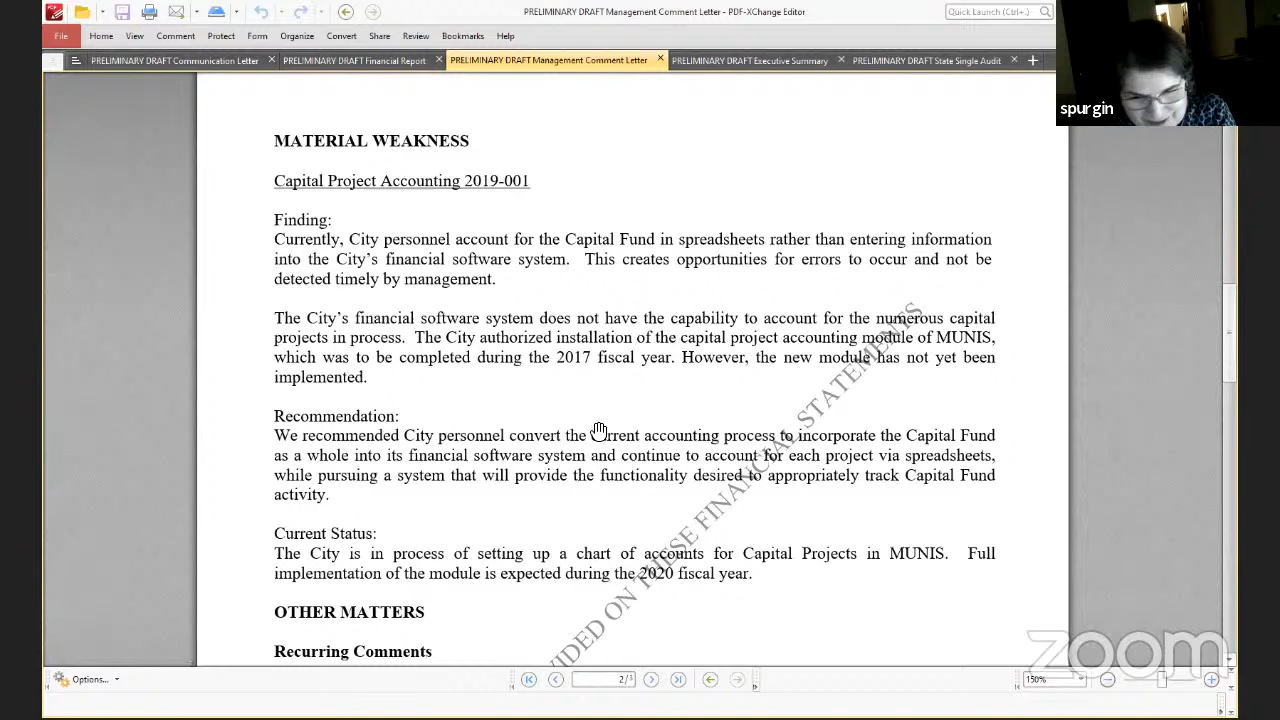 PRELIMINARY DRAFT Management Comment Letter - PDF-XChange Editor
Quick Launch (Ctrl+.)
File Home View Comment Protect Form Organize Convert Share Review Bookmarks Help
PRELIMINARY DRAFT Communication Letter PRELIMINARY DRAFT Financial Report PRELIMINARY DRAFT Management Comment Letter PRELIMINARY DRAFT Executive Summary PRELIMINARY DRAFT State Single Audit
spurgin
MATERIAL WEAKNESS
Capital Project Accounting 2019-001
Finding:
Currently, City personnel account for the Capital Fund in spreadsheets rather than entering information
into the City's financial software system. This creates opportunities for errors to occur and not be
detected timely by management.
The City's financial software system does not have the capability to account for the numerous capital
projects in process. The City authorized installation of the capital project accounting module of MUNIS,
which was to be completed during the 2017 fiscal year. However, the new module has not yet been
implemented.
Recommendation:
We recommended City personnel convert the current accounting process to incorporate the Capital Fund
as a whole into its financial software system and continue to account for each project via spreadsheets,
while pursuing a system that will provide the functionality desired to appropriately track Capital Fund
activity.
Current Status:
The City is in process of setting up a chart of accounts for Capital Projects in MUNIS. Full
implementation of the module is expected during the 2020 fiscal year.
OTHER MATTERS
Recurring Comments
VIDED ON THESE FINANCIAL STATEMENTS
zoom
Options...
2/3
150%